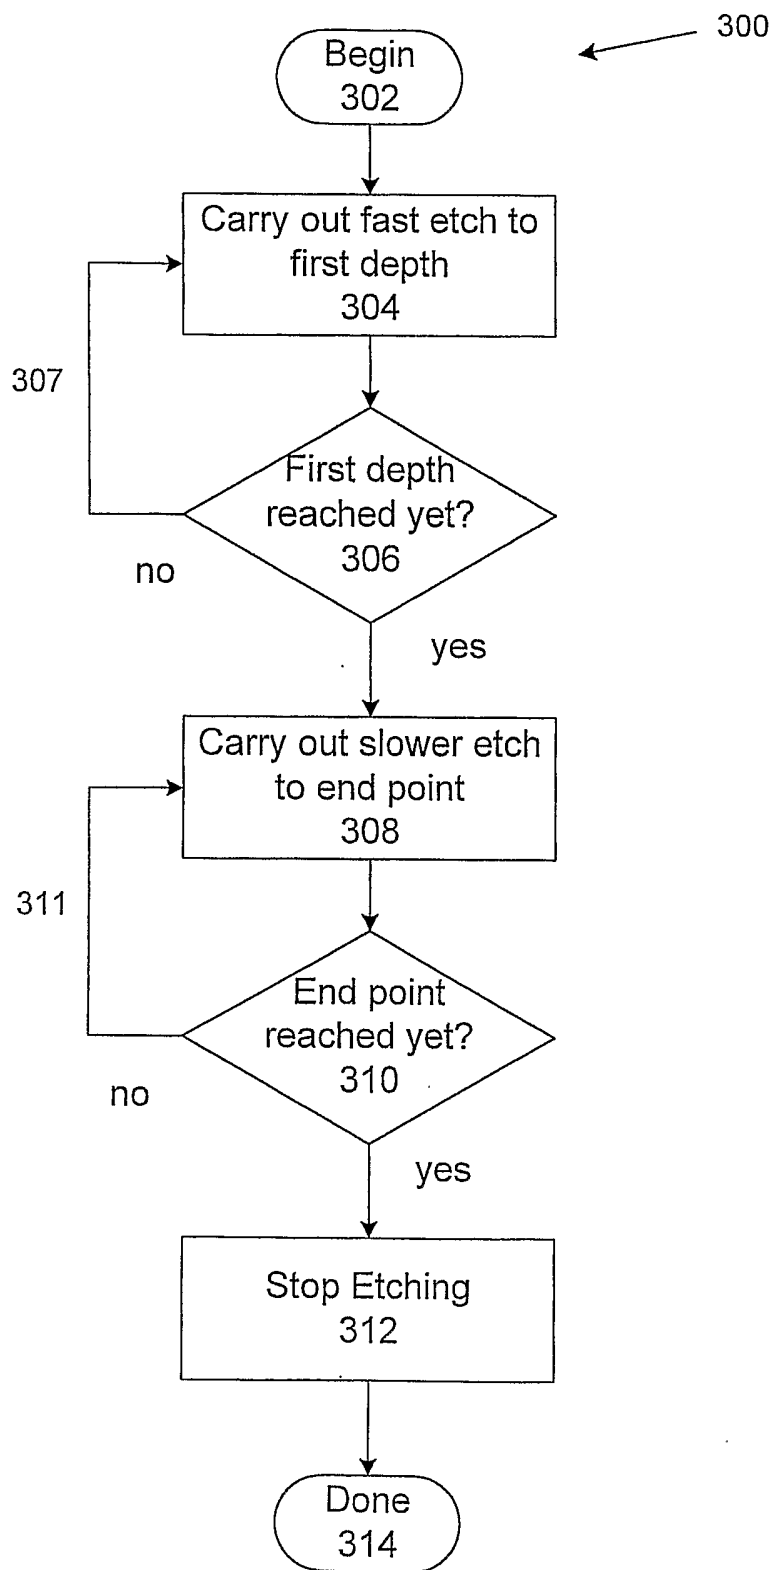 300
Begin
302
Carry out fast etch to
first depth
304
307
First depth
reached yet?
306
no
yes
Carry out slower etch
to end point
308
311
End point
reached yet?
310
no
yes
Stop Etching
312
Done
314